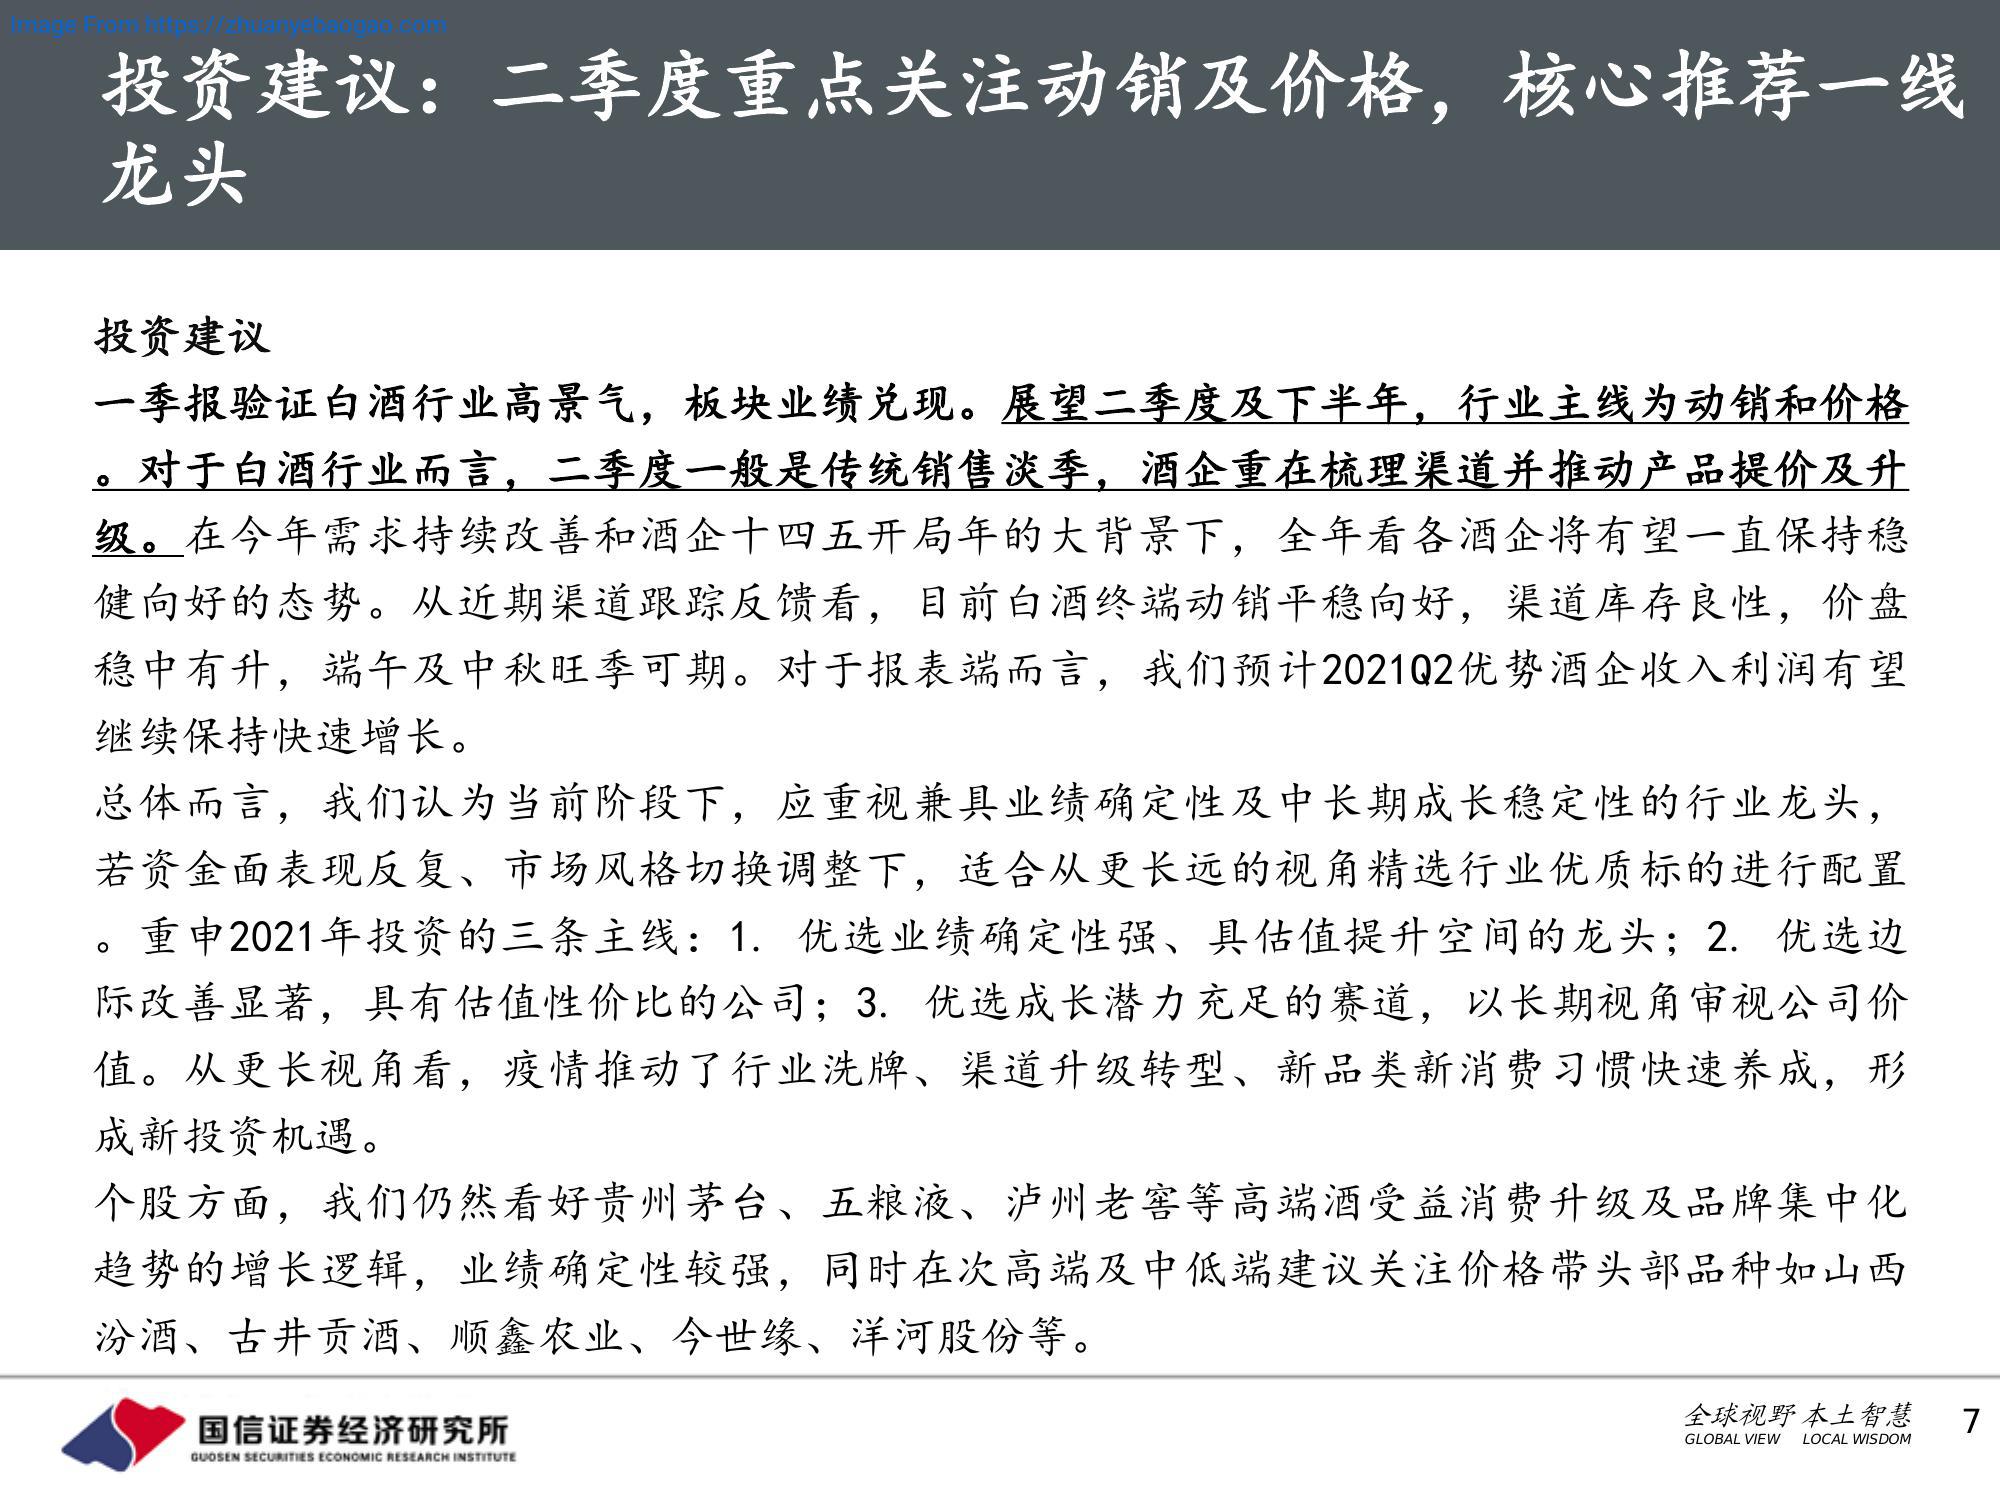 Image From https://zhuanyebaogao.com
投资建议：二季度重点关注动销及价格，核心推荐一线
龙头
投资建议
一季报验证白酒行业高景气，板块业绩兑现。展望二季度及下半年，行业主线为动销和价格
。对于白酒行业而言，二季度一般是传统销售淡季，酒企重在梳理渠道并推动产品提价及升
级。在今年需求持续改善和酒企十四五开局年的大背景下，全年看各酒企将有望一直保持稳
健向好的态势。从近期渠道跟踪反馈看，目前白酒终端动销平稳向好，渠道库存良性，价盘
稳中有升，端午及中秋旺季可期。对于报表端而言，我们预计2021Q2优势酒企收入利润有望
继续保持快速增长。
总体而言，我们认为当前阶段下，应重视兼具业绩确定性及中长期成长稳定性的行业龙头，
若资金面表现反复、市场风格切换调整下，适合从更长远的视角精选行业优质标的进行配置
。重申2021年投资的三条主线：1. 优选业绩确定性强、具估值提升空间的龙头；2. 优选边
际改善显著，具有估值性价比的公司；3. 优选成长潜力充足的赛道，以长期视角审视公司价
值。从更长视角看，疫情推动了行业洗牌、渠道升级转型、新品类新消费习惯快速养成，形
成新投资机遇。
个股方面，我们仍然看好贵州茅台、五粮液、泸州老窖等高端酒受益消费升级及品牌集中化
趋势的增长逻辑，业绩确定性较强，同时在次高端及中低端建议关注价格带头部品种如山西
汾酒、古井贡酒、顺鑫农业、今世缘、洋河股份等。
国信证券经济研究所
GUOSEN SECURITIES ECONOMIC RESEARCH INSTITUTE
全球视野 本土智慧
GLOBAL VIEW LOCAL WISDOM
7